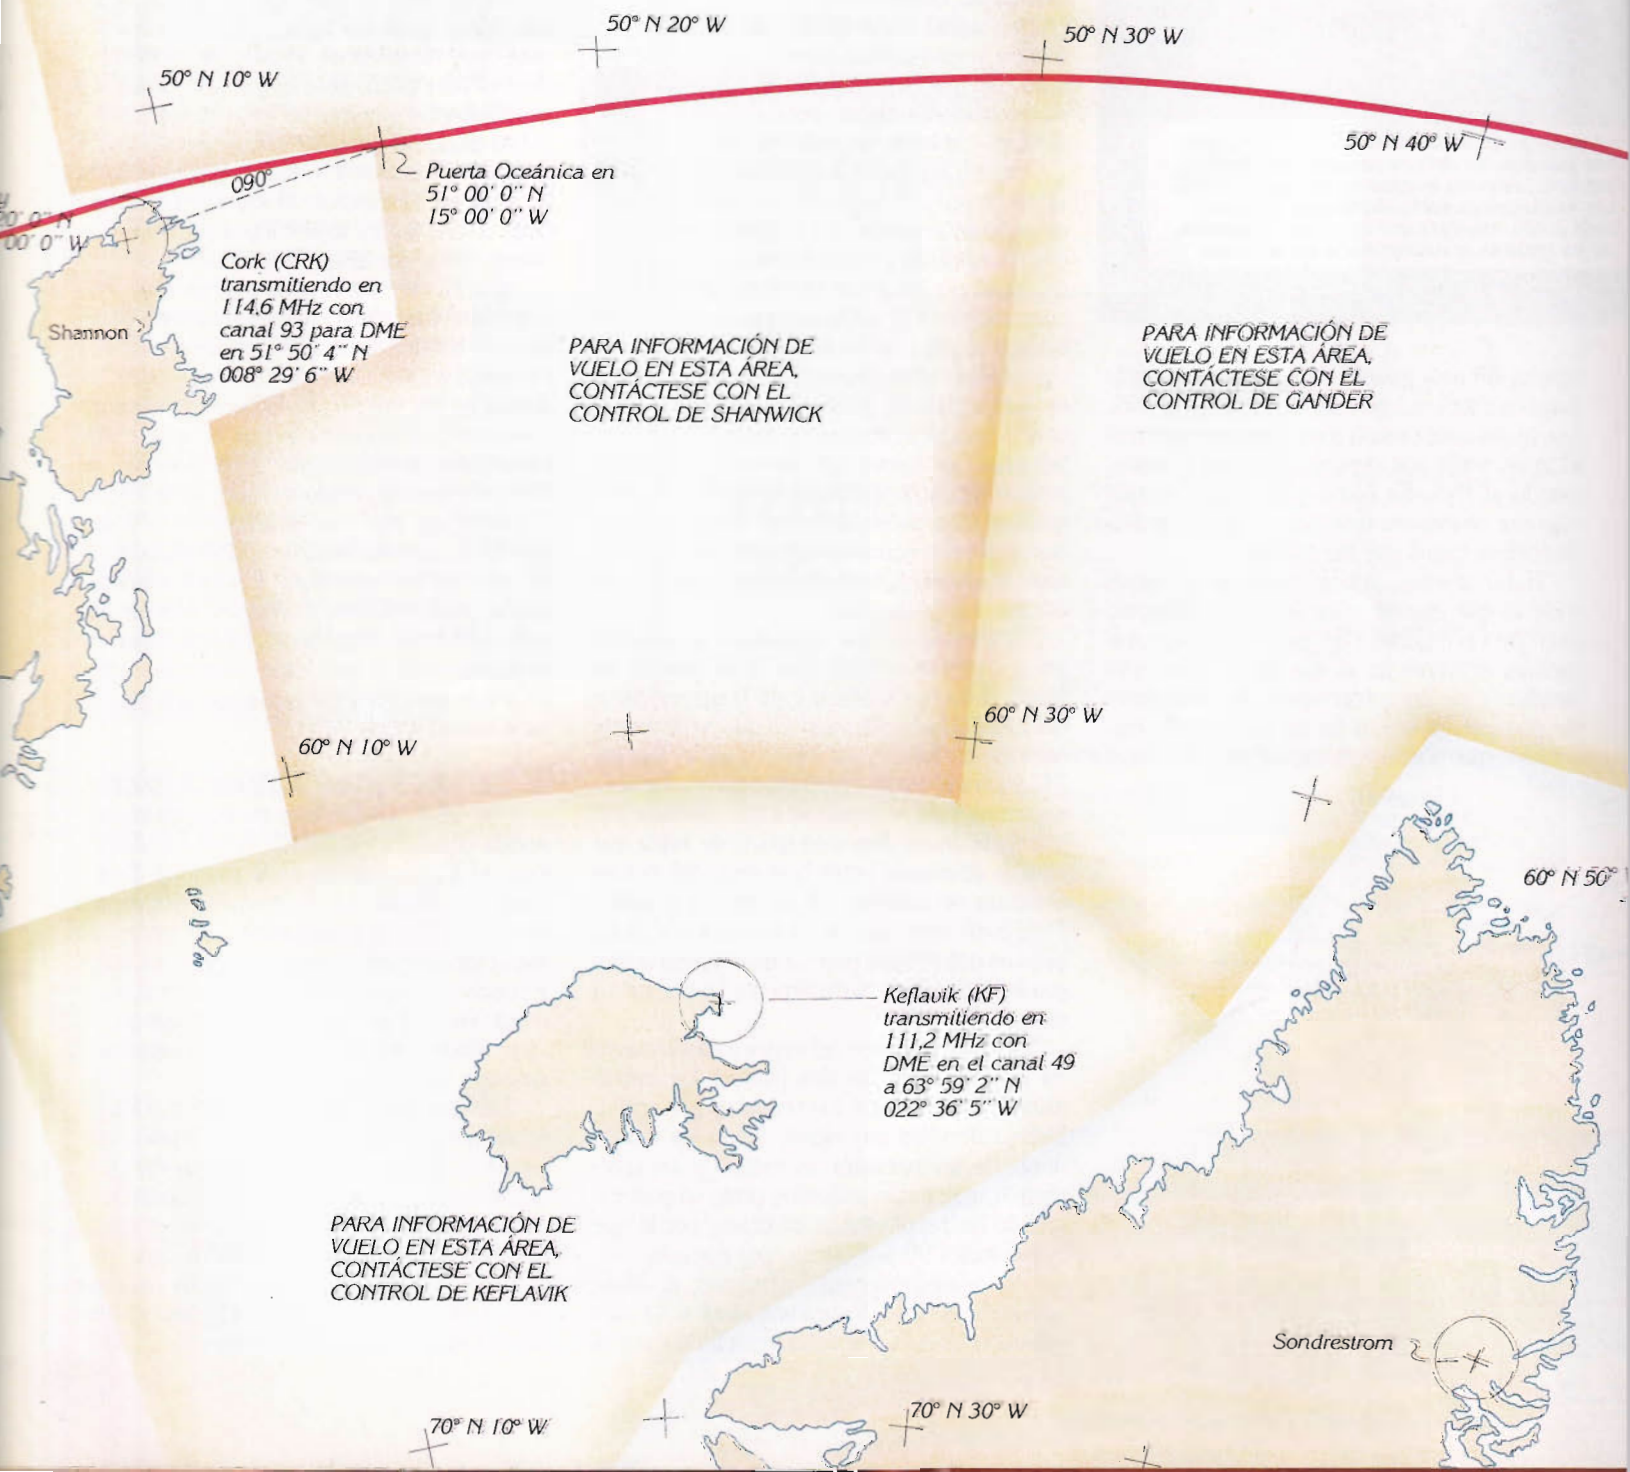 50° N 20° W
50° N 30° W
50° N 10° W
50° N 40° W
090°
Puerta Oceánica en
51° 00' 0" N
15° 00' 0" W
0' 0" N
00' 0" W
Cork (CRK)
transmitiendo en
114,6 MHz con
canal 93 para DME
en 51° 50' 4" N
008° 29' 6" W
Shannon
PARA INFORMACIÓN DE
VUELO EN ESTA ÁREA,
CONTÁCTESE CON EL
CONTROL DE SHANWICK
PARA INFORMACIÓN DE
VUELO EN ESTA ÁREA,
CONTÁCTESE CON EL
CONTROL DE GANDER
60° N 30° W
60° N 10° W
60° N 50°
Keflavik (KF)
transmitiendo en
111,2 MHz con
DME en el canal 49
a 63° 59' 2" N
022° 36' 5" W
PARA INFORMACIÓN DE
VUELO EN ESTA ÁREA,
CONTÁCTESE CON EL
CONTROL DE KEFLAVIK
Sondrestrom
70° N 10° W
70° N 30° W